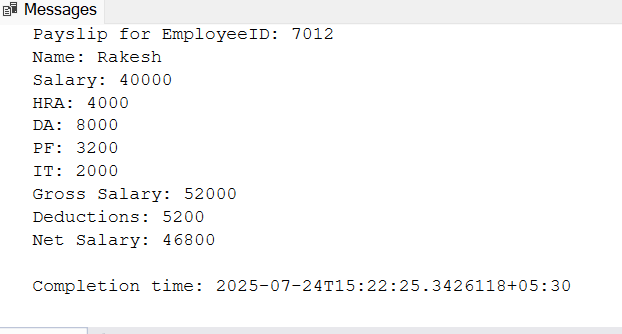 Messages
Payslip for EmployeeID: 7012
Name: Rakesh
Salary: 40000
HRA: 4000
DA: 8000
PF: 3200
IT: 2000
Gross Salary: 52000
Deductions: 5200
Net Salary: 46800
Completion time: 2025-07-24T15:22:25.3426118+05:30